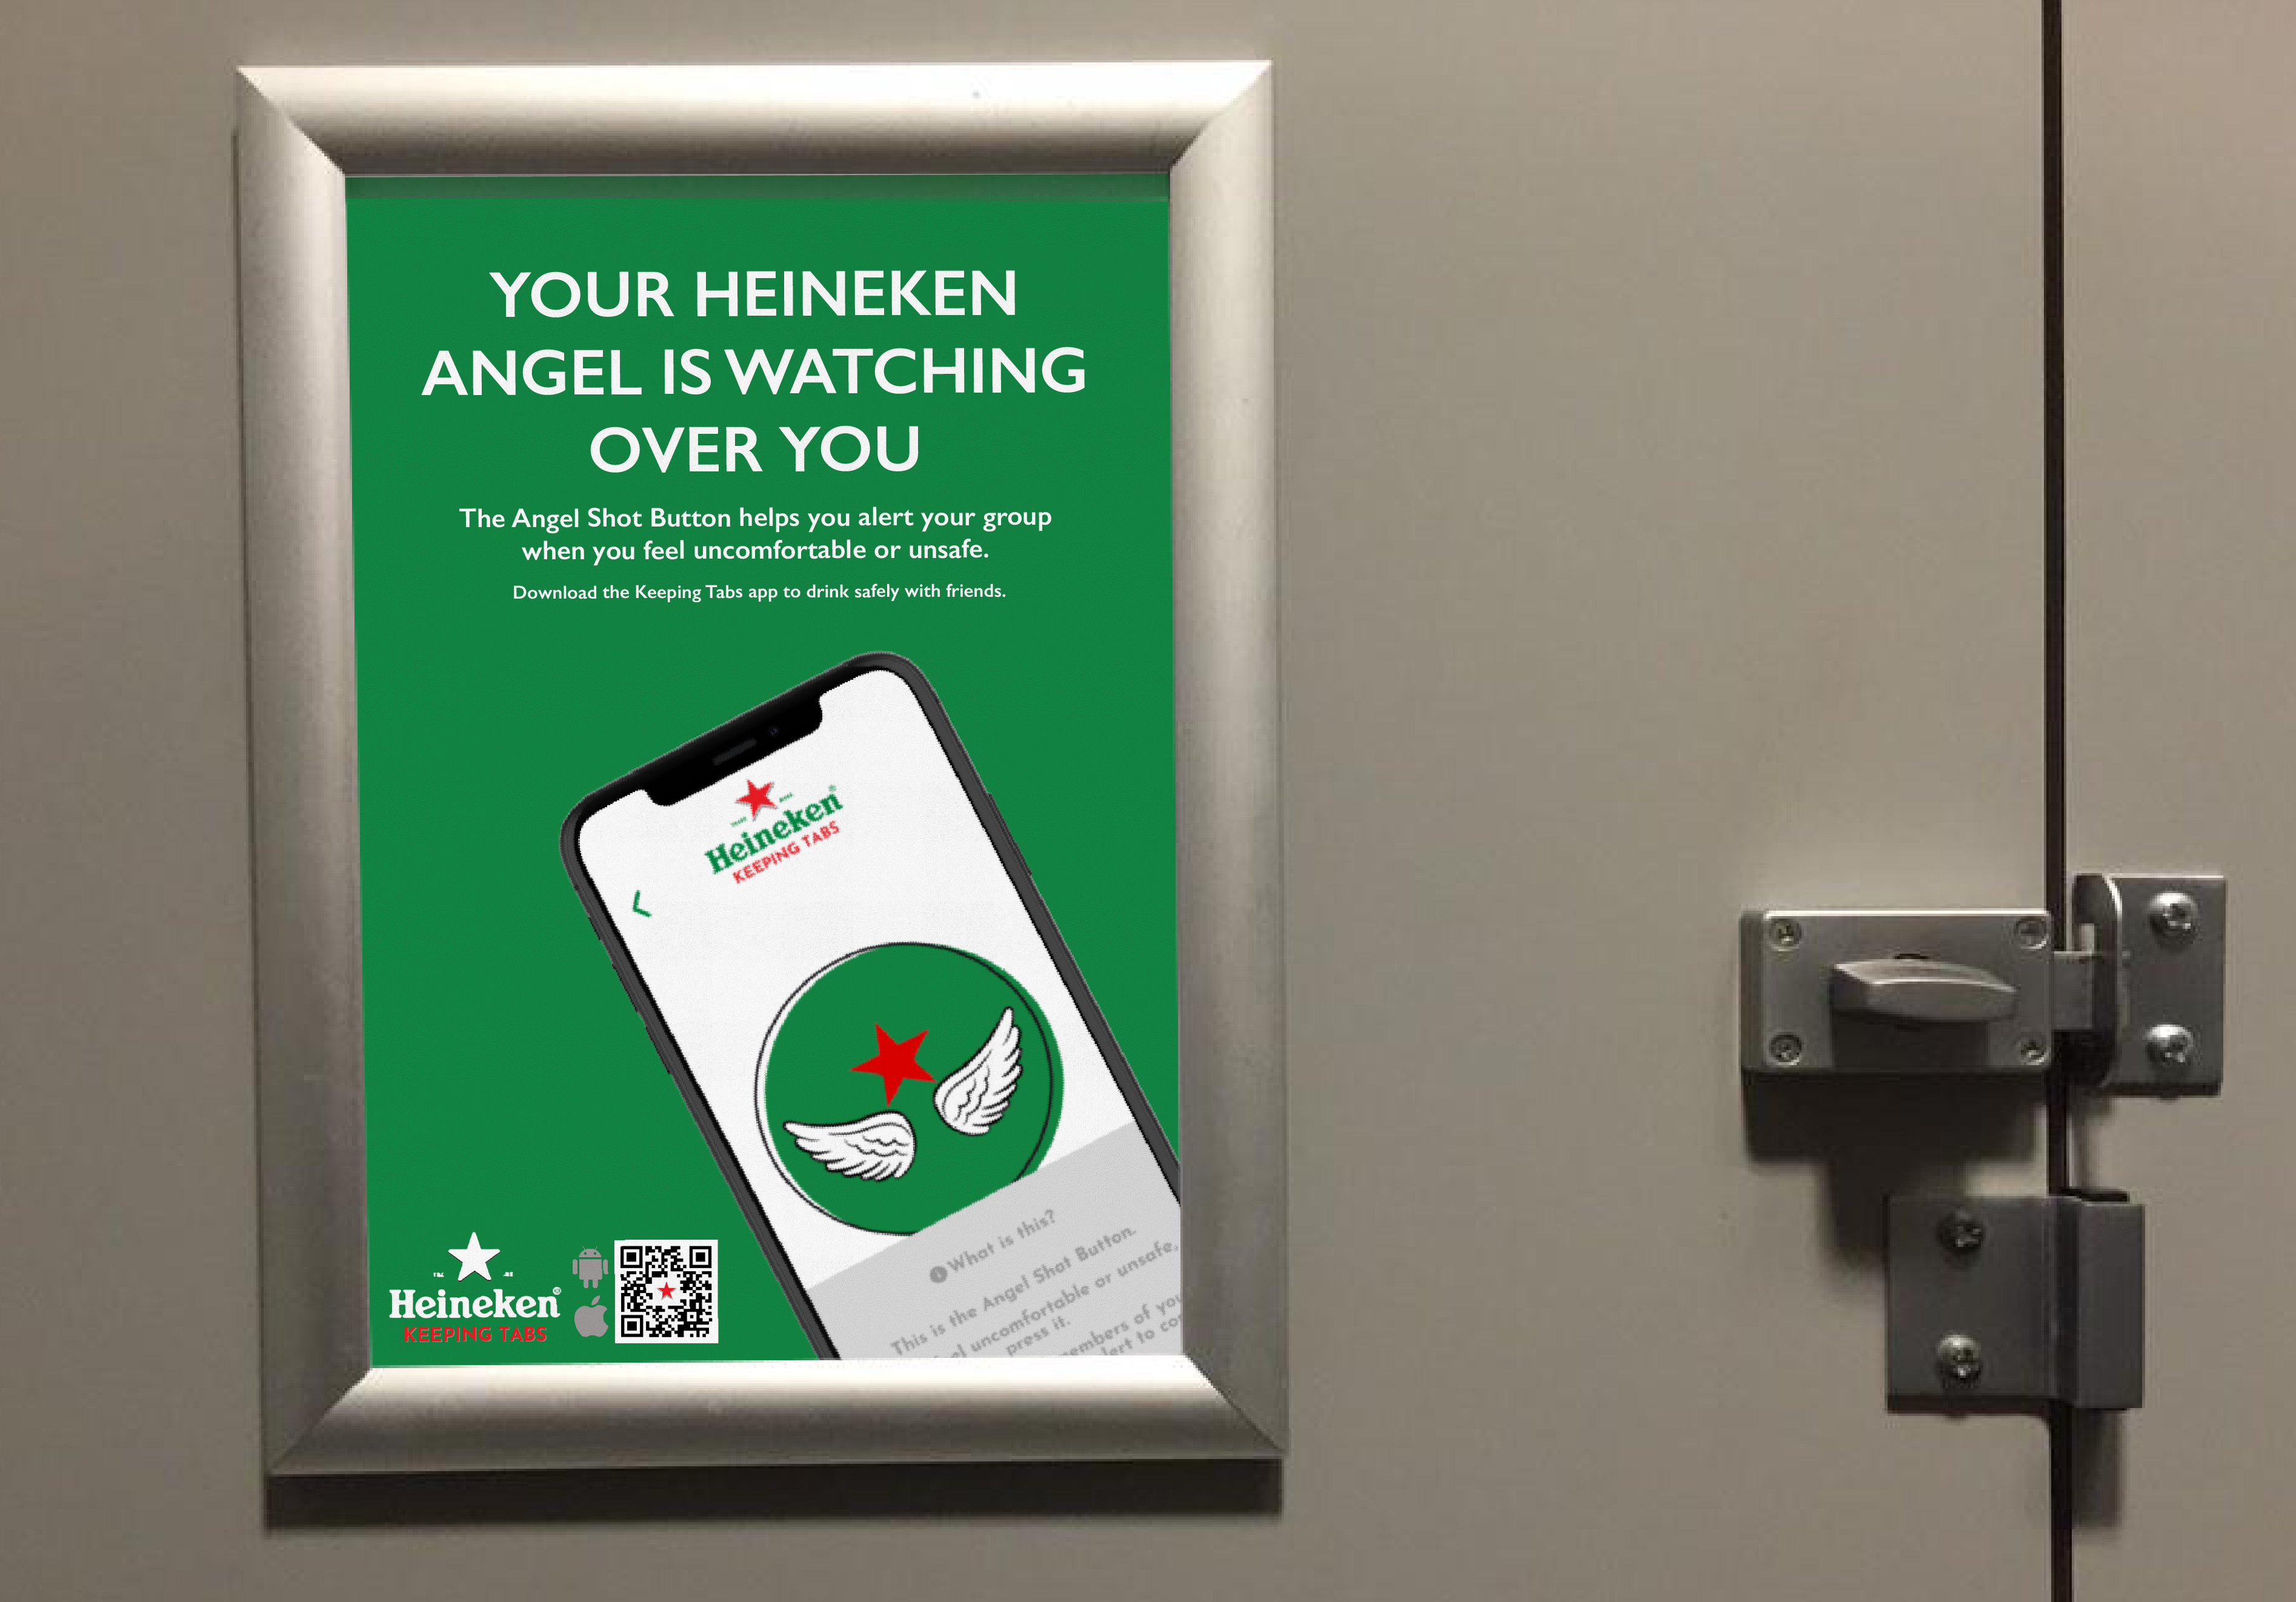 YOUR HEINEKEN
ANGEL IS WATCHING
OVER YOU
The Angel Shot Button helps you alert your group
when you feel uncomfortable or unsafe.
Download the Keeping Tabs app to drink safely with friends.
Heineken®
KEEPING TABS
What is this?
This is the Angel Shot Button.
uncomfortable or unsafe,
press it.
to
Heineken®
KEEPING TABS